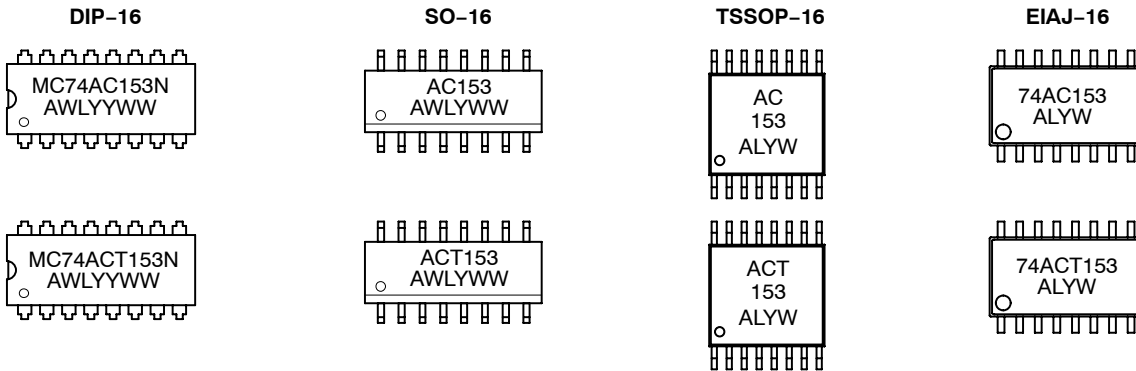 DIP−16
SO−16
TSSOP−16
EIAJ−16
MC74AC153N
AWLYYWW
AC153
AWLYWW
AC
153
ALYW
74AC153
ALYW
MC74ACT153N
AWLYYWW
ACT153
AWLYWW
ACT
153
ALYW
74ACT153
ALYW